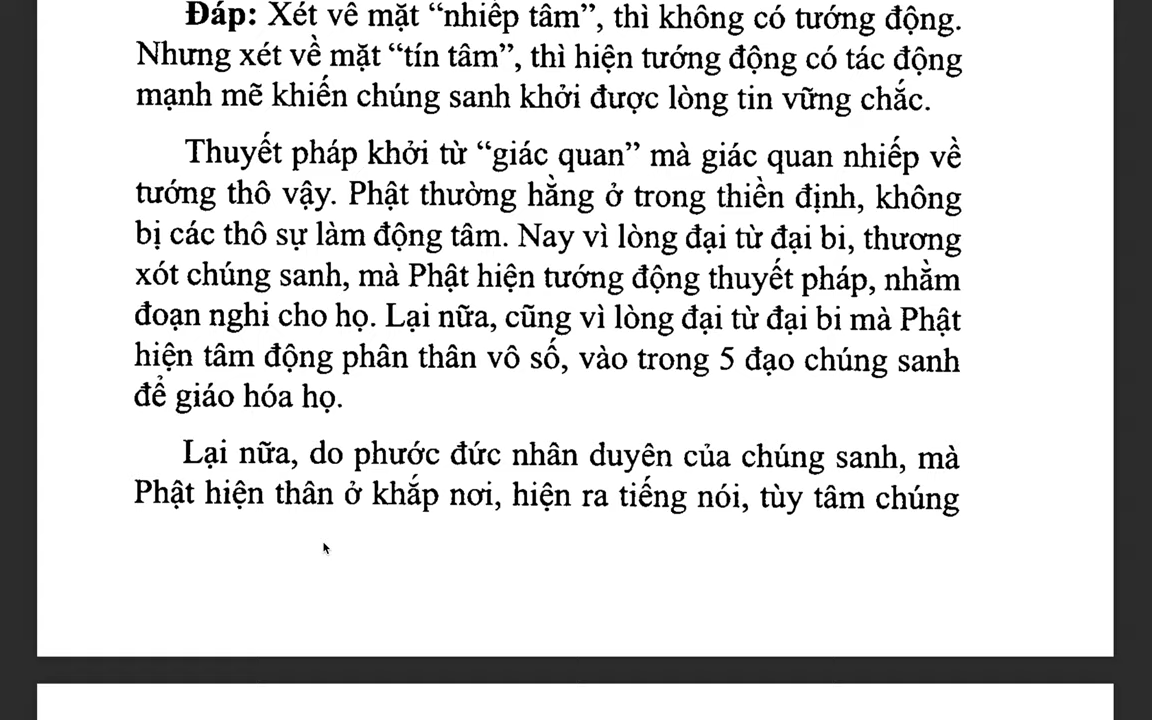 Đáp: Xét về mặt “nhiếp tâm”, thì không có tướng động.
Nhưng xét về mặt “tín tâm”, thì hiện tướng động có tác động
mạnh mẽ khiến chúng sanh khởi được lòng tin vững chắc.
Thuyết pháp khởi từ “giác quan” mà giác quan nhiếp về
tướng thô vậy. Phật thường hằng ở trong thiền định, không
bị các thô sự làm động tâm. Nay vì lòng đại từ đại bi, thương
xót chúng sanh, mà Phật hiện tướng động thuyết pháp, nhằm
đoạn nghi cho họ. Lại nữa, cũng vì lòng đại từ đại bi mà Phật
hiện tâm động phân thân vô số, vào trong 5 đạo chúng sanh
để giáo hóa họ.
Lại nữa, do phước đức nhân duyên của chúng sanh, mà
Phật hiện thân ở khắp nơi, hiện ra tiếng nói, tùy tâm chúng